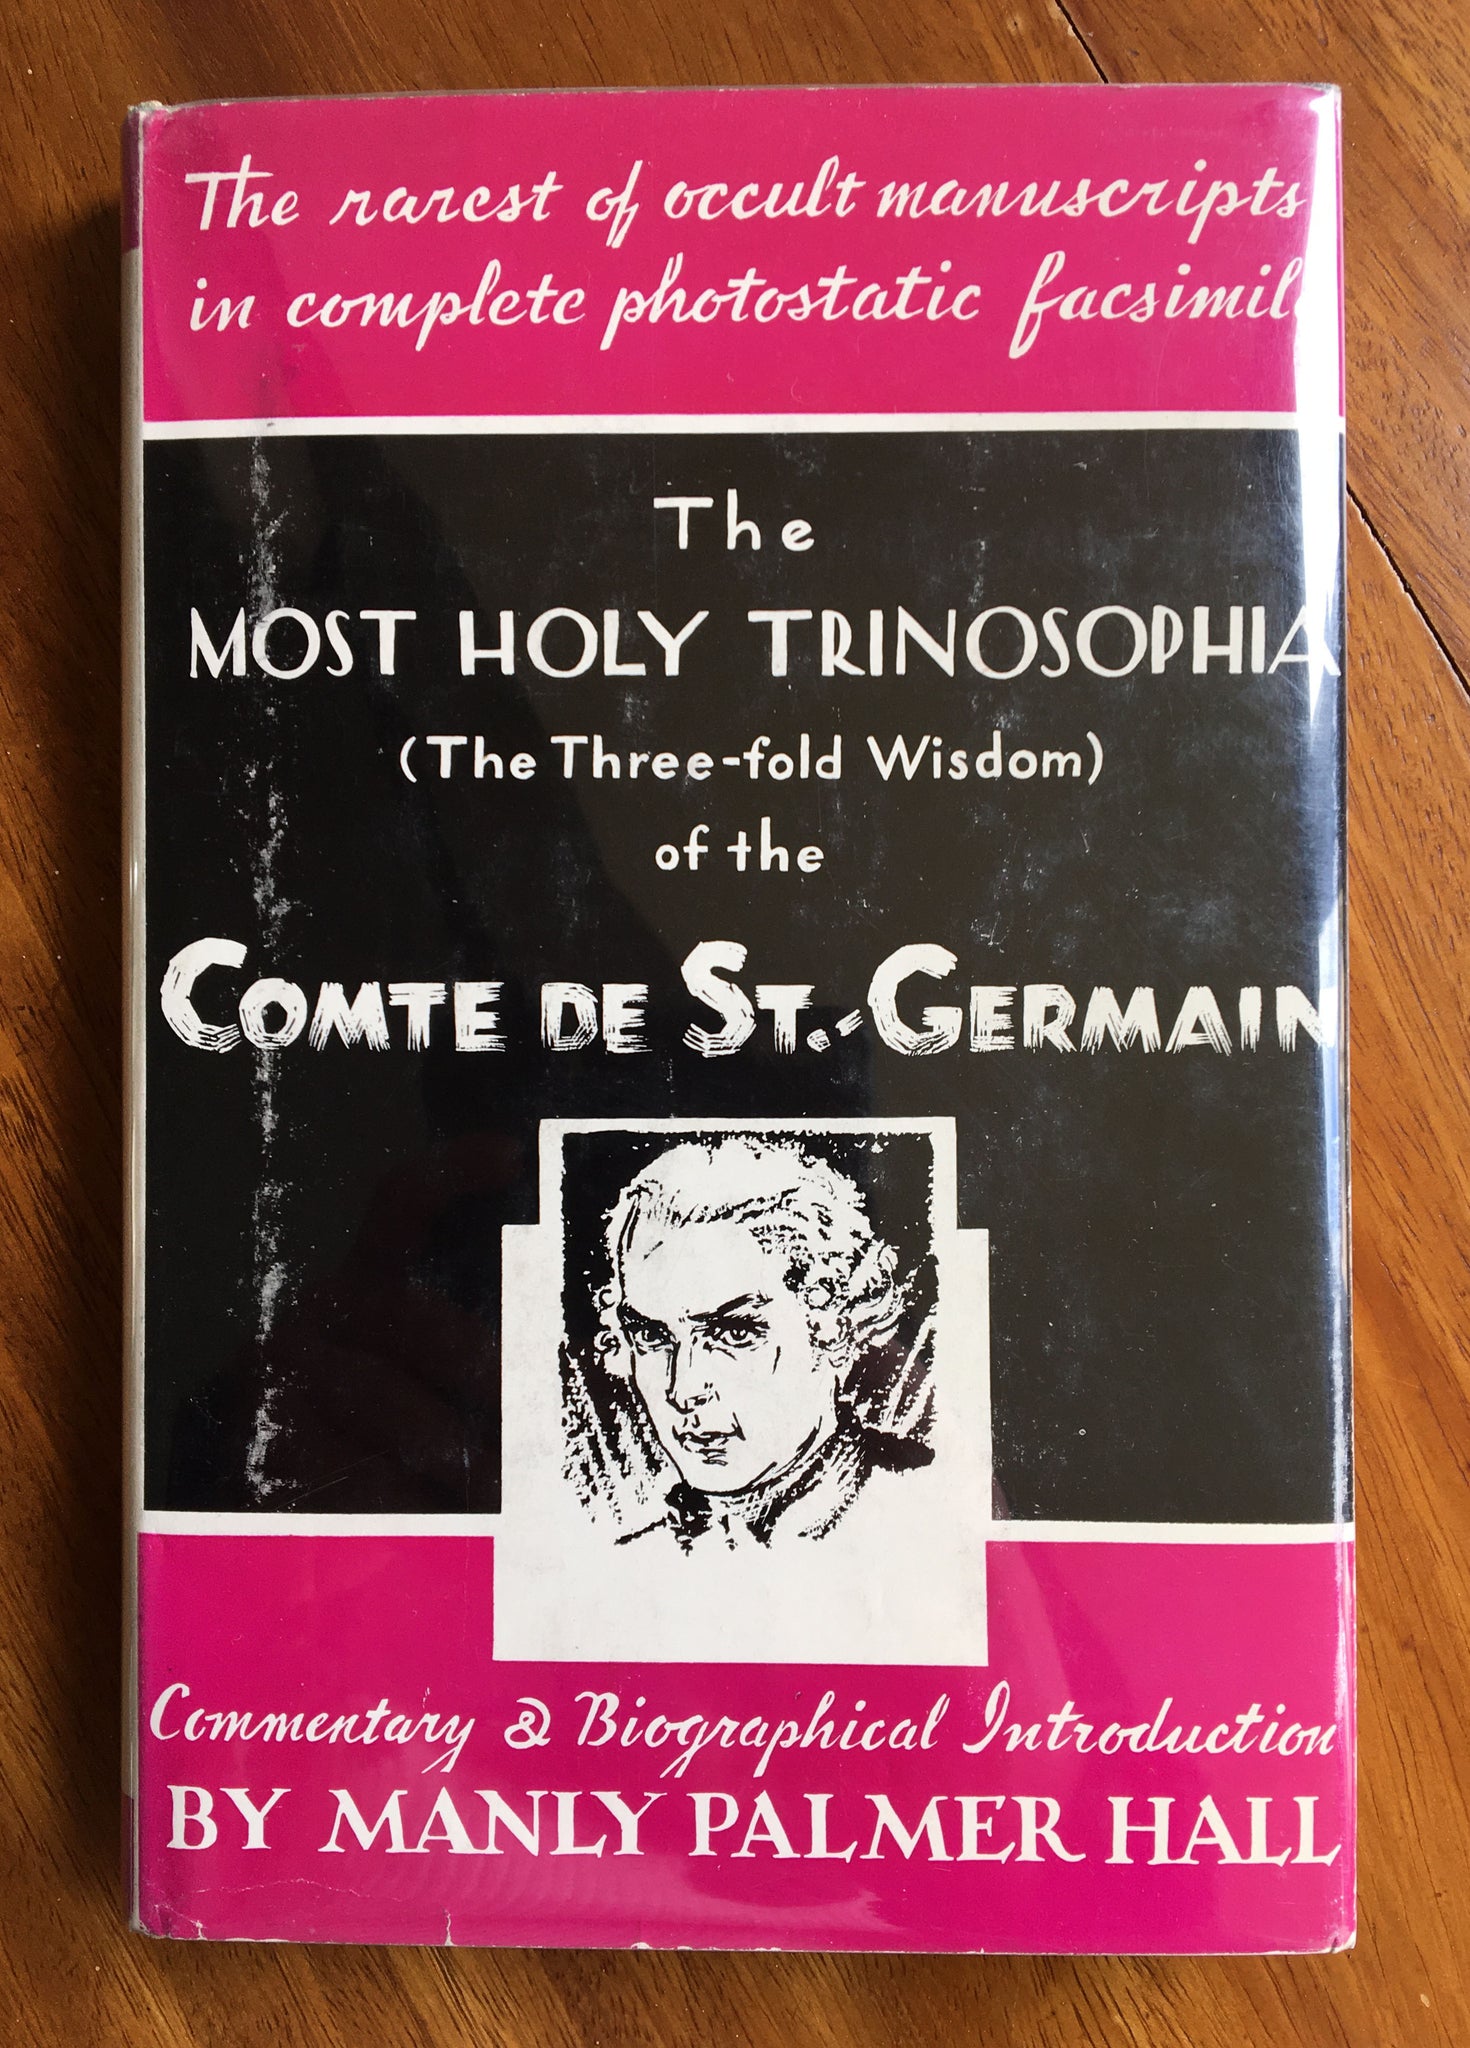 The rarest of occult manuscripts
in complete photostatic facsimile
The
MOST HOLY TRINOSOPHIA
(The Three-fold Wisdom)
of the
COMTE DE ST.-GERMAIN
Commentary & Biographical Introduction
BY MANLY PALMER HALL